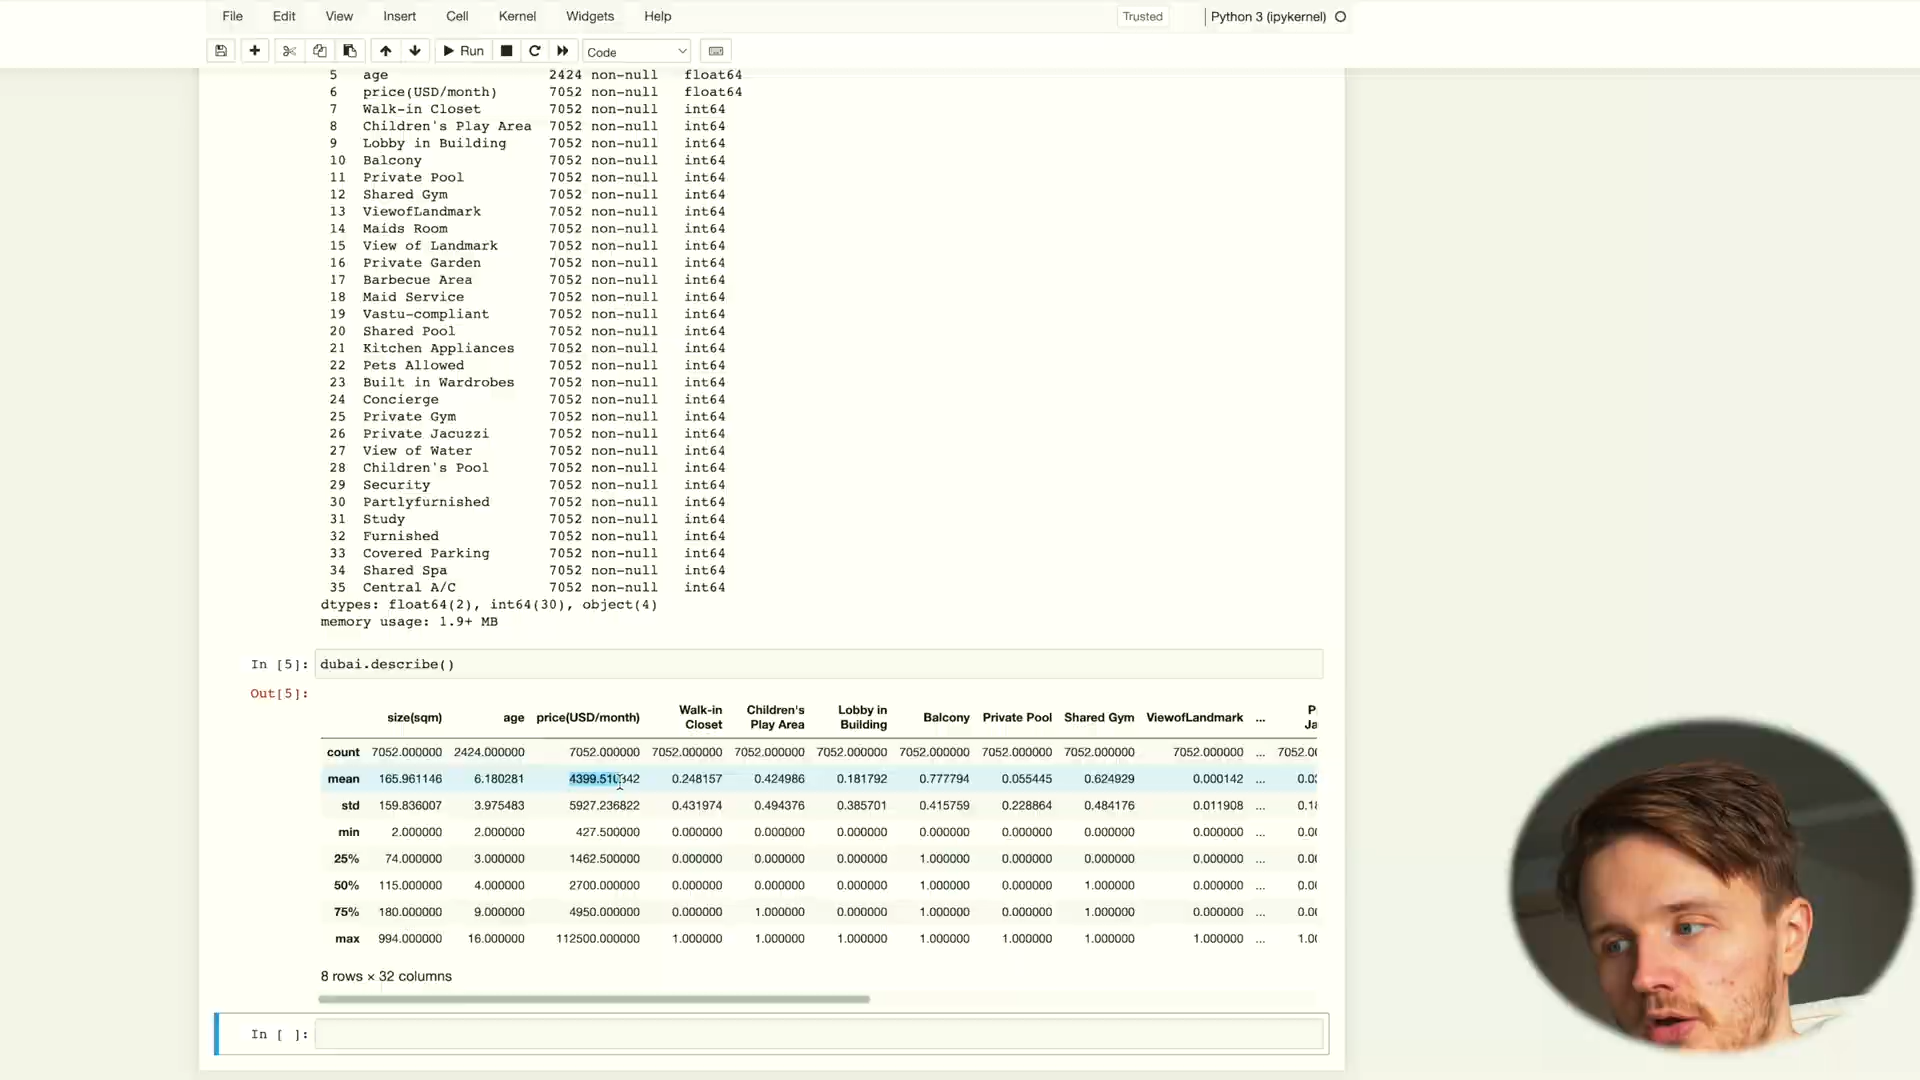 File Edit View Insert Cell Kernel Widgets Help Trusted Python 3 (ipykernel)
Run Code
5 age 2424 non-null float64
6 price(USD/month) 7052 non-null float64
7 Walk-in Closet 7052 non-null int64
8 Children's Play Area 7052 non-null int64
9 Lobby in Building 7052 non-null int64
10 Balcony 7052 non-null int64
11 Private Pool 7052 non-null int64
12 Shared Gym 7052 non-null int64
13 ViewofLandmark 7052 non-null int64
14 Maids Room 7052 non-null int64
15 View of Landmark 7052 non-null int64
16 Private Garden 7052 non-null int64
17 Barbecue Area 7052 non-null int64
18 Maid Service 7052 non-null int64
19 Vastu-compliant 7052 non-null int64
20 Shared Pool 7052 non-null int64
21 Kitchen Appliances 7052 non-null int64
22 Pets Allowed 7052 non-null int64
23 Built in Wardrobes 7052 non-null int64
24 Concierge 7052 non-null int64
25 Private Gym 7052 non-null int64
26 Private Jacuzzi 7052 non-null int64
27 View of Water 7052 non-null int64
28 Children's Pool 7052 non-null int64
29 Security 7052 non-null int64
30 Partlyfurnished 7052 non-null int64
31 Study 7052 non-null int64
32 Furnished 7052 non-null int64
33 Covered Parking 7052 non-null int64
34 Shared Spa 7052 non-null int64
35 Central A/C 7052 non-null int64
dtypes: float64(2), int64(30), object(4)
memory usage: 1.9+ MB
In [5]: dubai.describe()
Out[5]:
size(sqm) age price(USD/month) Walk-in Closet Children's Play Area Lobby in Building Balcony Private Pool Shared Gym ViewofLandmark ...
count 7052.000000 2424.000000 7052.000000 7052.000000 7052.000000 7052.000000 7052.000000 7052.000000 7052.000000 7052.000000 ...
mean 165.961146 6.180281 0.248157 0.424986 0.181792 0.777794 0.055445 0.624929 0.000142 ...
std 159.836007 3.975483 5927.236822 0.431974 0.494376 0.385701 0.415759 0.228864 0.484176 0.011908 ...
min 2.000000 2.000000 427.500000 0.000000 0.000000 0.000000 0.000000 0.000000 0.000000 0.000000 ...
25% 74.000000 3.000000 1462.500000 0.000000 0.000000 0.000000 1.000000 0.000000 0.000000 0.000000 ...
50% 115.000000 4.000000 2700.000000 0.000000 0.000000 0.000000 1.000000 0.000000 1.000000 0.000000 ...
75% 180.000000 9.000000 4950.000000 0.000000 1.000000 0.000000 1.000000 0.000000 1.000000 0.000000 ...
max 994.000000 16.000000 112500.000000 1.000000 1.000000 1.000000 1.000000 1.000000 1.000000 1.000000 ...
8 rows × 32 columns
In [ ]: